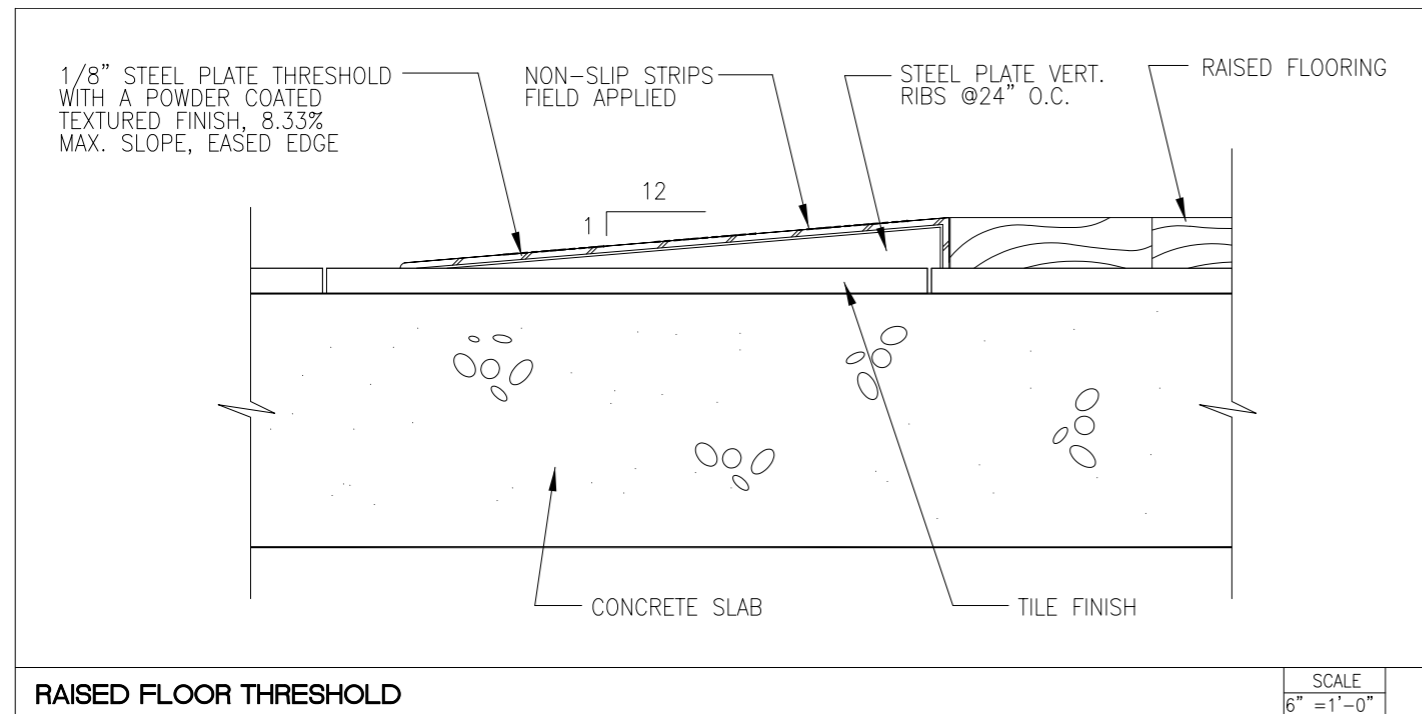 1/8" STEEL PLATE THRESHOLD
WITH A POWDER COATED
TEXTURED FINISH, 8.33%
MAX. SLOPE, EASED EDGE
NON-SLIP STRIPS
FIELD APPLIED
STEEL PLATE VERT.
RIBS @24" O.C.
RAISED FLOORING
12
1
CONCRETE SLAB
TILE FINISH
RAISED FLOOR THRESHOLD
SCALE
6" =1'-0"